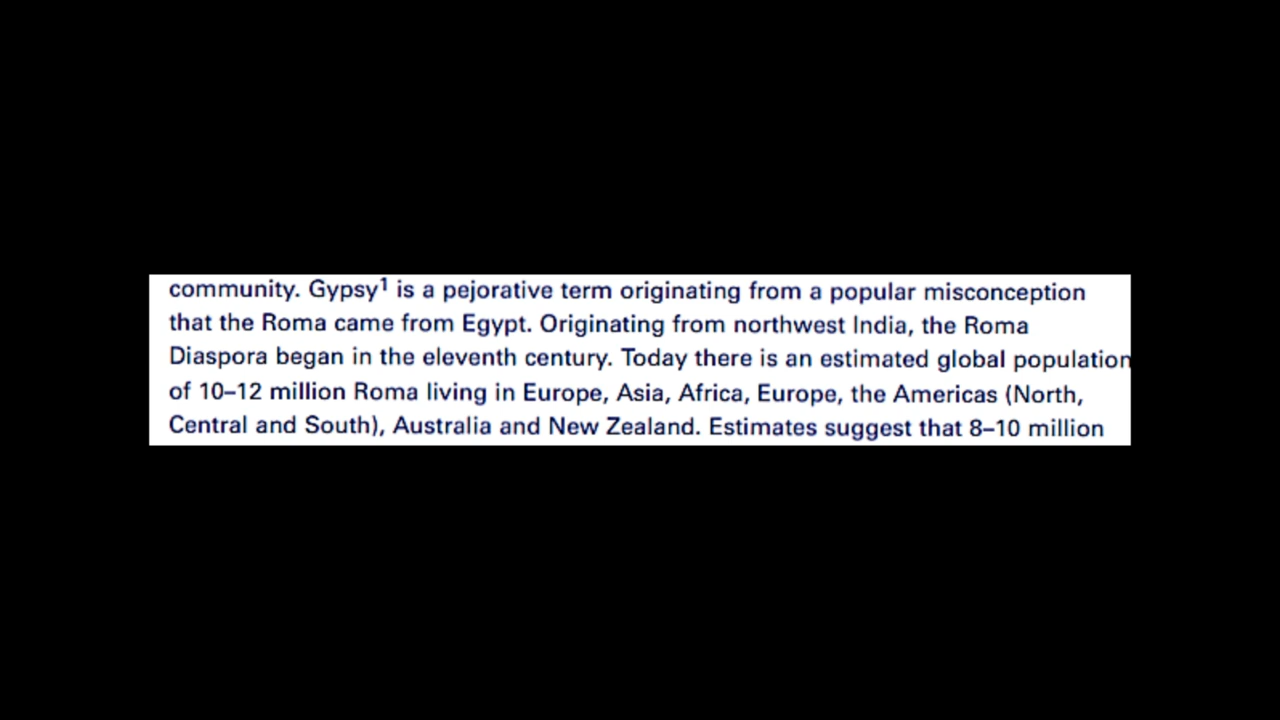 community. Gypsy¹ is a pejorative term originating from a popular misconception
that the Roma came from Egypt. Originating from northwest India, the Roma
Diaspora began in the eleventh century. Today there is an estimated global population
of 10–12 million Roma living in Europe, Asia, Africa, Europe, the Americas (North,
Central and South), Australia and New Zealand. Estimates suggest that 8–10 million